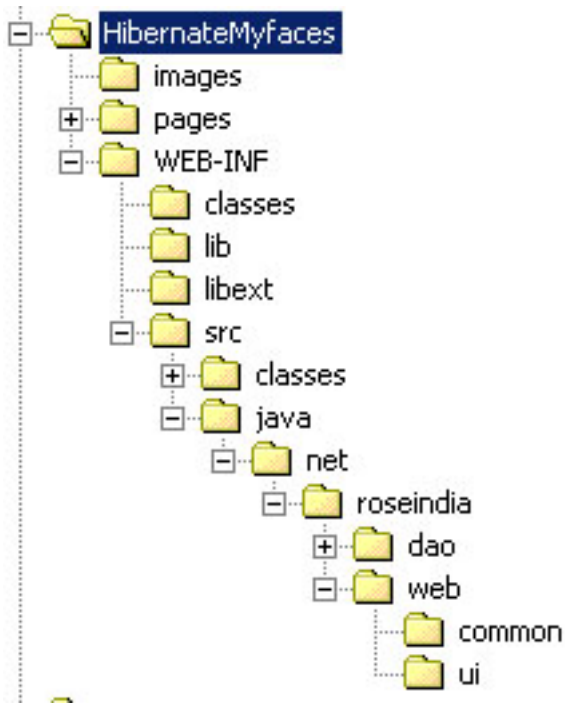 HibernateMyfaces
images
pages
WEB-INF
classes
lib
libext
src
classes
java
net
roseindia
dao
web
common
ui